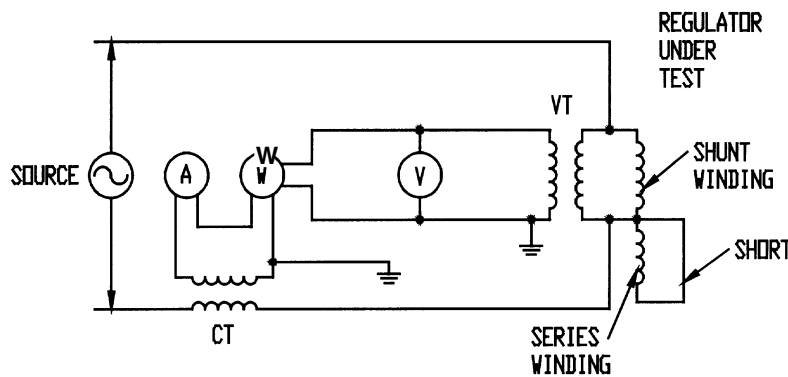 REGULATOR
UNDER
TEST
VT
W
SOURCE
A
W
V
SHUNT
WINDING
SHORT
CT
SERIES
WINDING